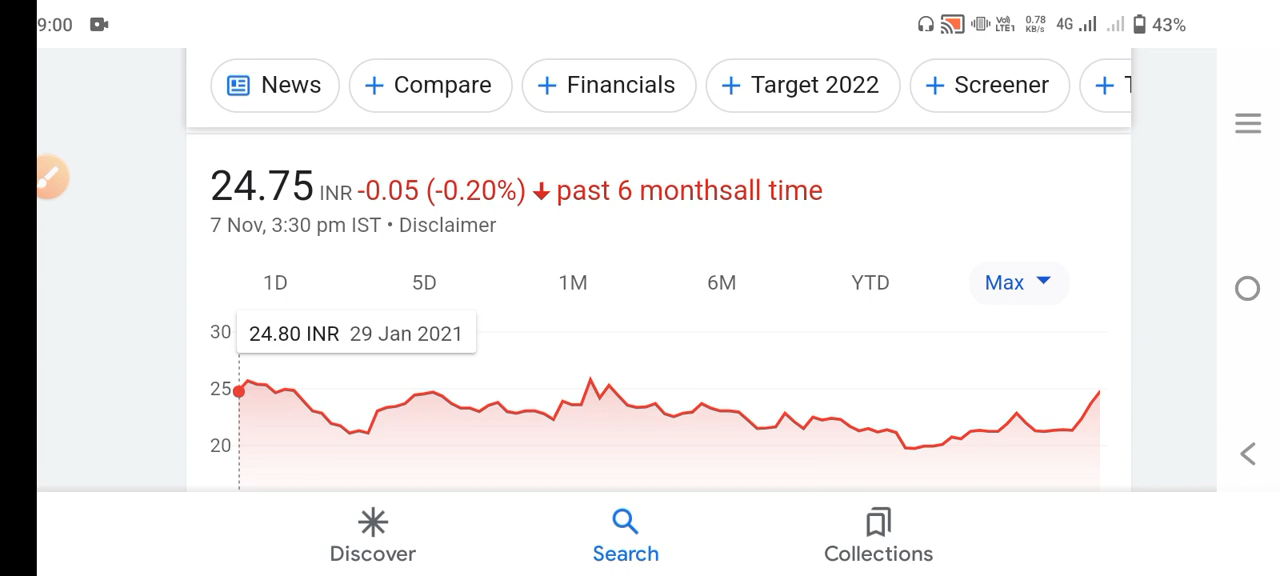 9:00 Vo) LTE1 0.78 KB/s 4G 43%
News + Compare + Financials + Target 2022 + Screener +
24.75 INR -0.05 (-0.20%) ↓ past 6 monthsall time
7 Nov, 3:30 pm IST • Disclaimer
1D 5D 1M 6M YTD Max
30
24.80 INR 29 Jan 2021
25
20
Discover Search Collections